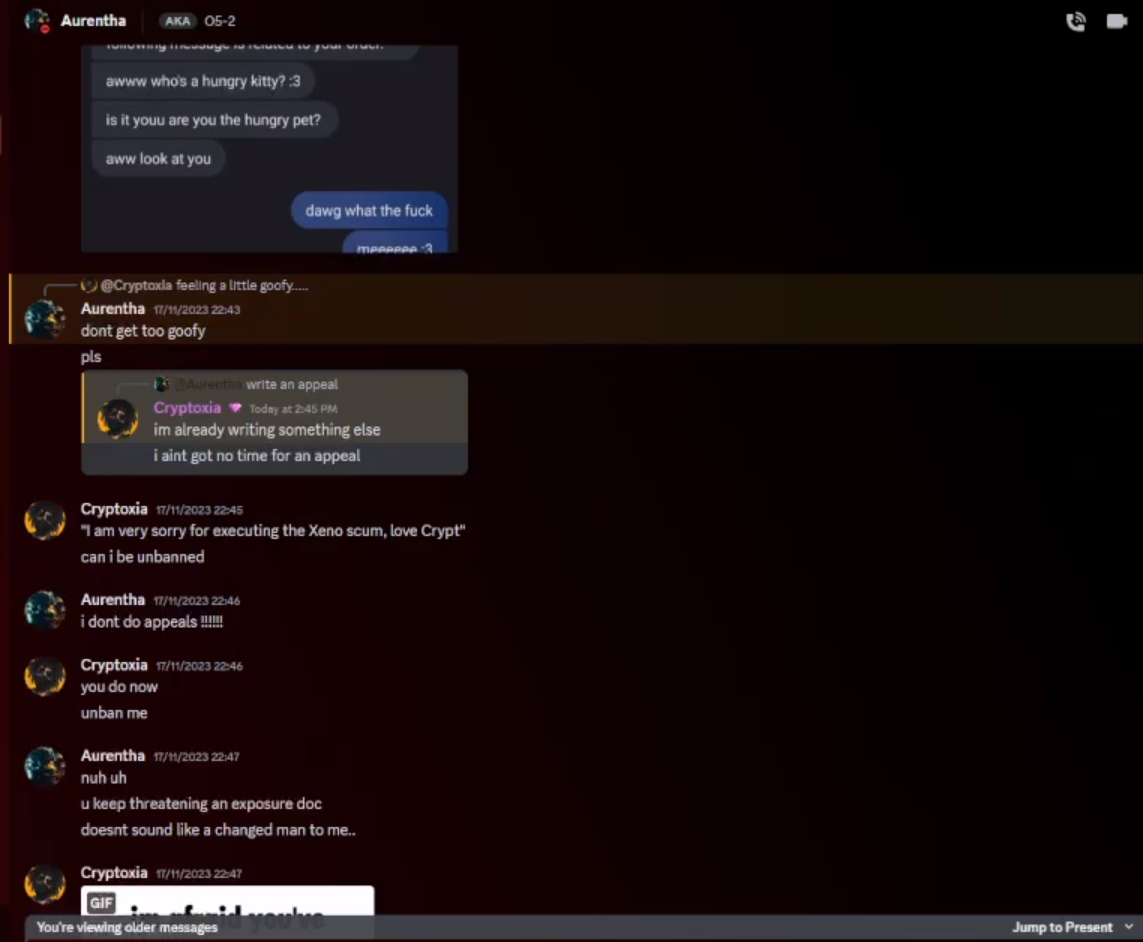 Aurentha AKA O5-2
following message is related to your order.
awww who's a hungry kitty? :3
is it youu are you the hungry pet?
aww look at you
dawg what the fuck
meeeeee :3
@Cryptoxia feeling a little goofy.....
Aurentha 17/11/2023 22:43
dont get too goofy
pls
@Aurentha write an appeal
Cryptoxia Today at 2:45 PM
im already writing something else
i aint got no time for an appeal
Cryptoxia 17/11/2023 22:45
"I am very sorry for executing the Xeno scum, love Crypt"
can i be unbanned
Aurentha 17/11/2023 22:46
i dont do appeals !!!!!!
Cryptoxia 17/11/2023 22:46
you do now
unban me
Aurentha 17/11/2023 22:47
nuh uh
u keep threatening an exposure doc
doesnt sound like a changed man to me..
Cryptoxia 17/11/2023 22:47
GIF
im afraid you've
You're viewing older messages Jump to Present